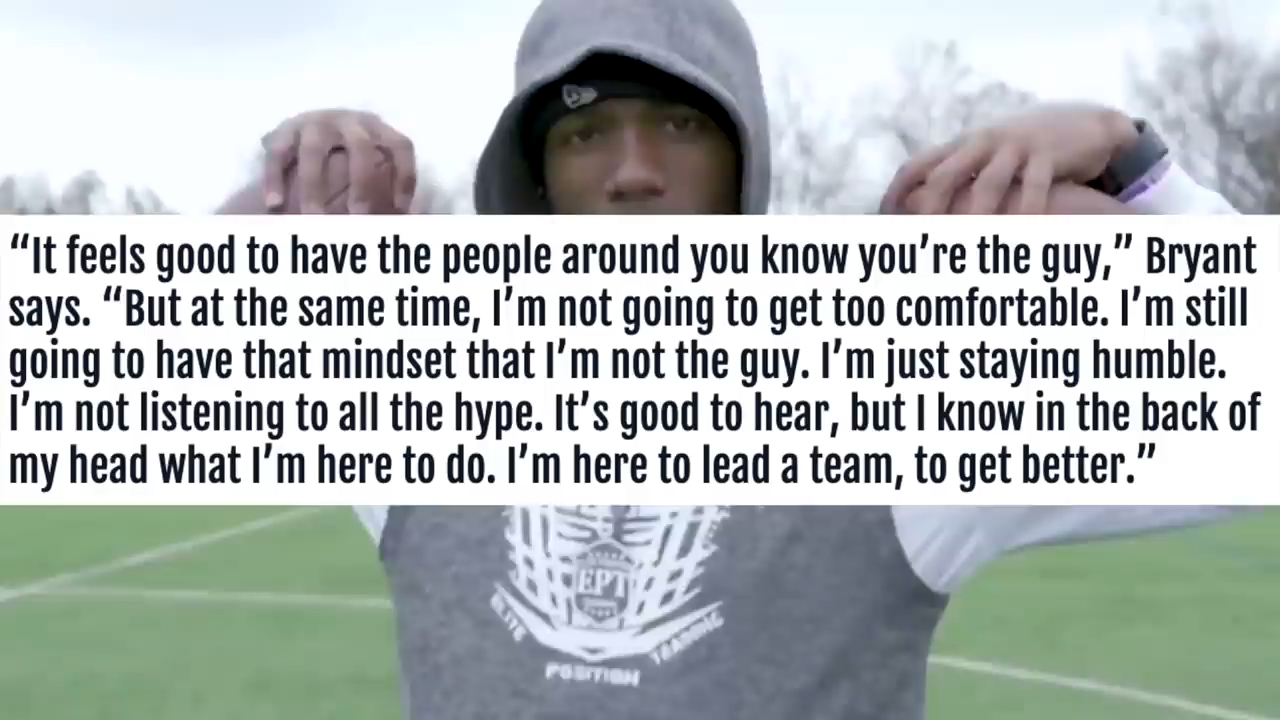 “It feels good to have the people around you know you’re the guy,” Bryant
says. “But at the same time, I’m not going to get too comfortable. I’m still
going to have that mindset that I’m not the guy. I’m just staying humble.
I’m not listening to all the hype. It’s good to hear, but I know in the back of
my head what I’m here to do. I’m here to lead a team, to get better.”
EPT
ELITE
POSITION
TRAINING